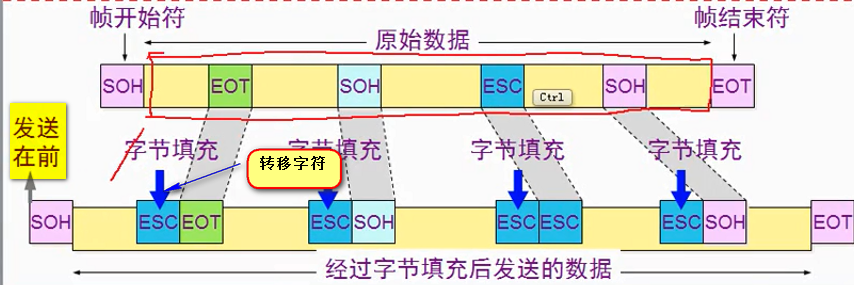 帧开始符
原始数据
帧结束符
SOH
EOT
SOH
ESC
SOH
EOT
Ctrl
发送
在前
字节填充
转移字符
字节填充
字节填充
字节填充
SOH
ESC EOT
ESC SOH
ESC ESC
ESC SOH
EOT
经过字节填充后发送的数据